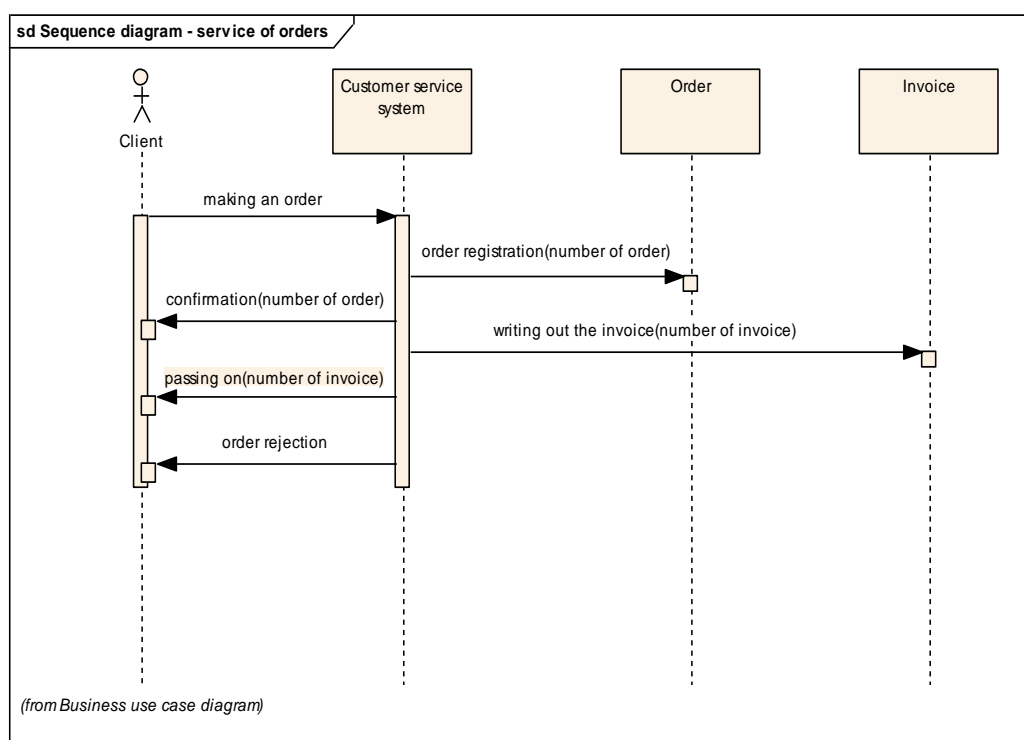 sd Sequence diagram - service of orders
Client
Customer service
system
Order
Invoice
making an order
order registration(number of order)
confirmation(number of order)
writing out the invoice(number of invoice)
passing on(number of invoice)
order rejection
(from Business use case diagram)